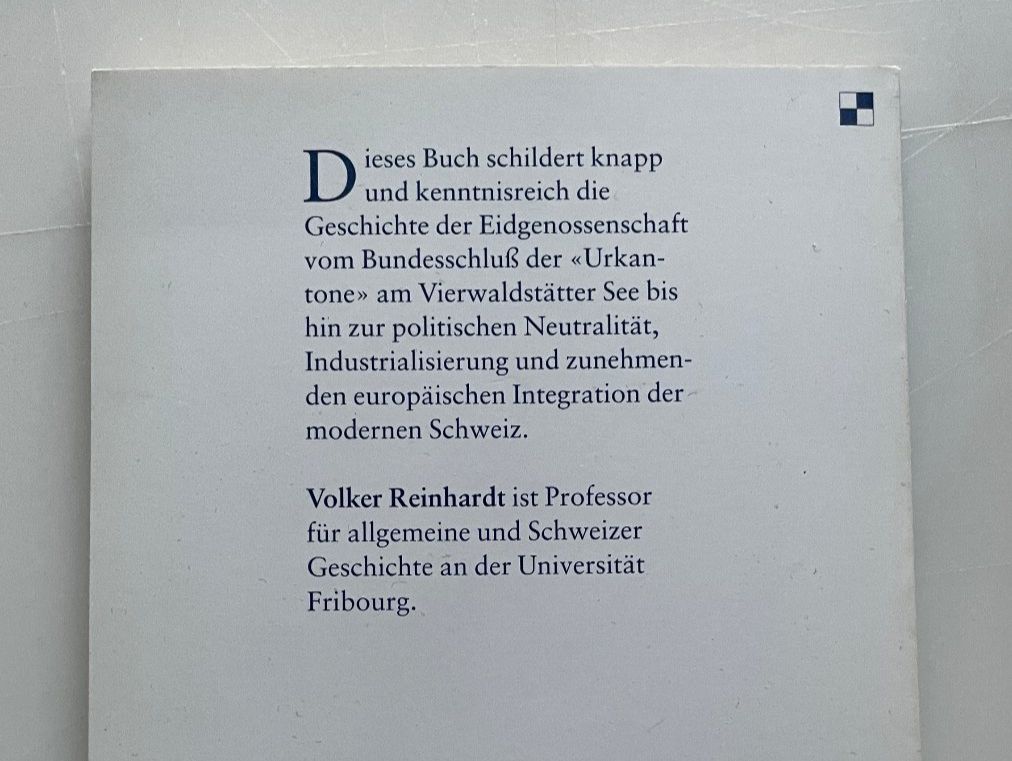 Dieses Buch schildert knapp
und kenntnisreich die
Geschichte der Eidgenossenschaft
vom Bundesschluß der «Urkan-
tone» am Vierwaldstätter See bis
hin zur politischen Neutralität,
Industrialisierung und zunehmen-
den europäischen Integration der
modernen Schweiz.
Volker Reinhardt ist Professor
für allgemeine und Schweizer
Geschichte an der Universität
Fribourg.